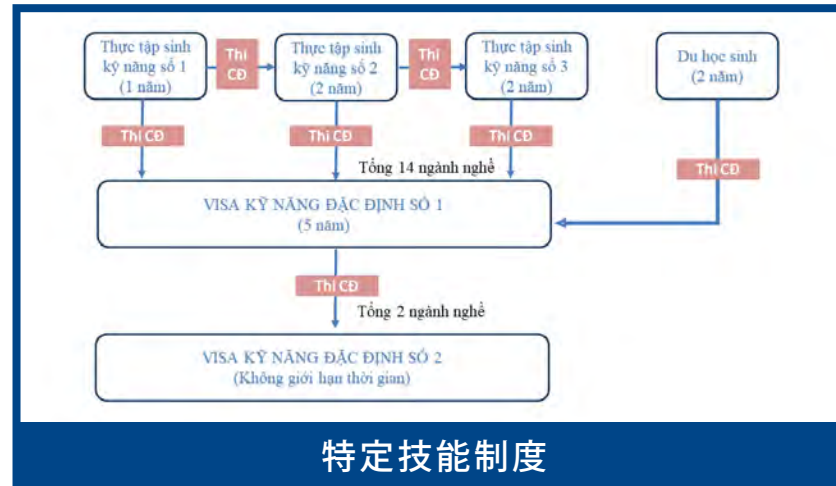 Thực tập sinh
kỹ năng số 1
(1 năm)
Thi
CĐ
Thực tập sinh
kỹ năng số 2
(2 năm)
Thi
CĐ
Thực tập sinh
kỹ năng số 3
(2 năm)
Du học sinh
(2 năm)
Thi CĐ
Thi CĐ
Thi CĐ
Thi CĐ
Tổng 14 ngành nghề
VISA KỸ NĂNG ĐẶC ĐỊNH SỐ 1
(5 năm)
Thi CĐ
Tổng 2 ngành nghề
VISA KỸ NĂNG ĐẶC ĐỊNH SỐ 2
(Không giới hạn thời gian)
特定技能制度